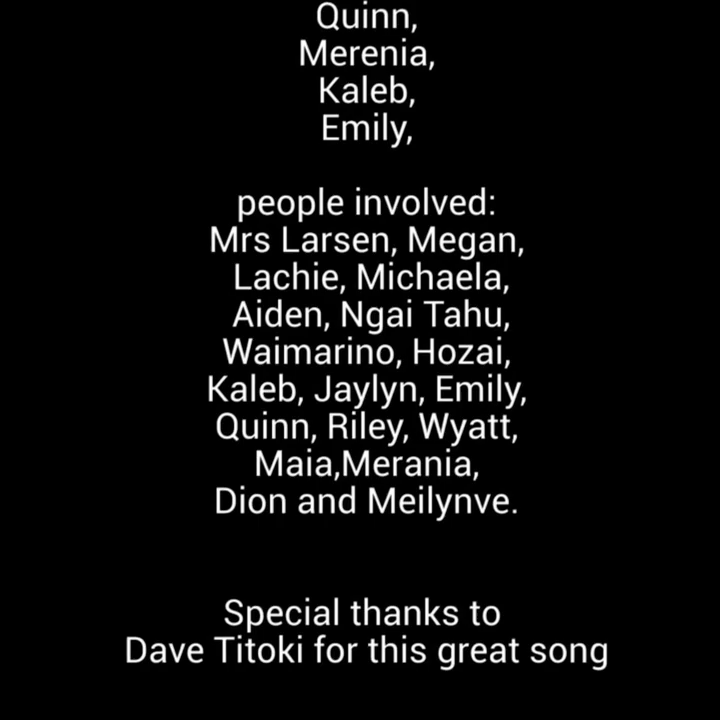 Quinn,
Merenia,
Kaleb,
Emily,
people involved:
Mrs Larsen, Megan,
Lachie, Michaela,
Aiden, Ngai Tahu,
Waimarino, Hozai,
Kaleb, Jaylyn, Emily,
Quinn, Riley, Wyatt,
Maia,Merania,
Dion and Meilynve.
Special thanks to
Dave Titoki for this great song